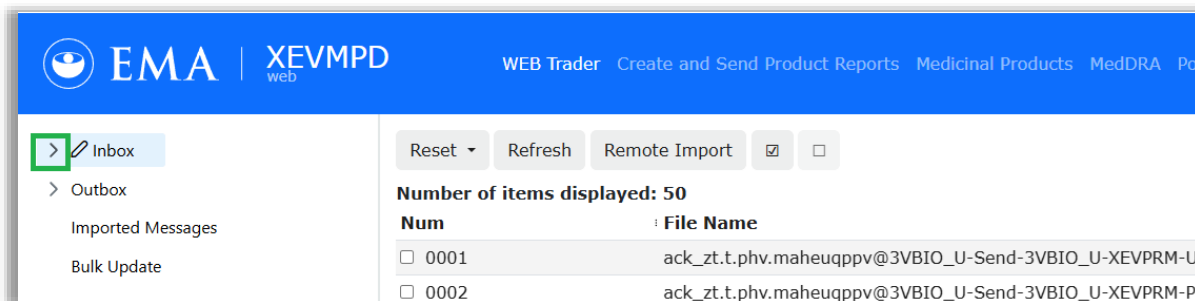 EMA XEVMPD
web
WEB Trader Create and Send Product Reports Medicinal Products MedDRA
Inbox
Outbox
Imported Messages
Bulk Update
Reset Refresh Remote Import
Number of items displayed: 50
Num File Name
0001 ack_zt.t.phv.maheuqppv@3VBIO_U-Send-3VBIO_U-XEVPRM-U
0002 ack_zt.t.phv.maheuqppv@3VBIO_U-Send-3VBIO_U-XEVPRM-P